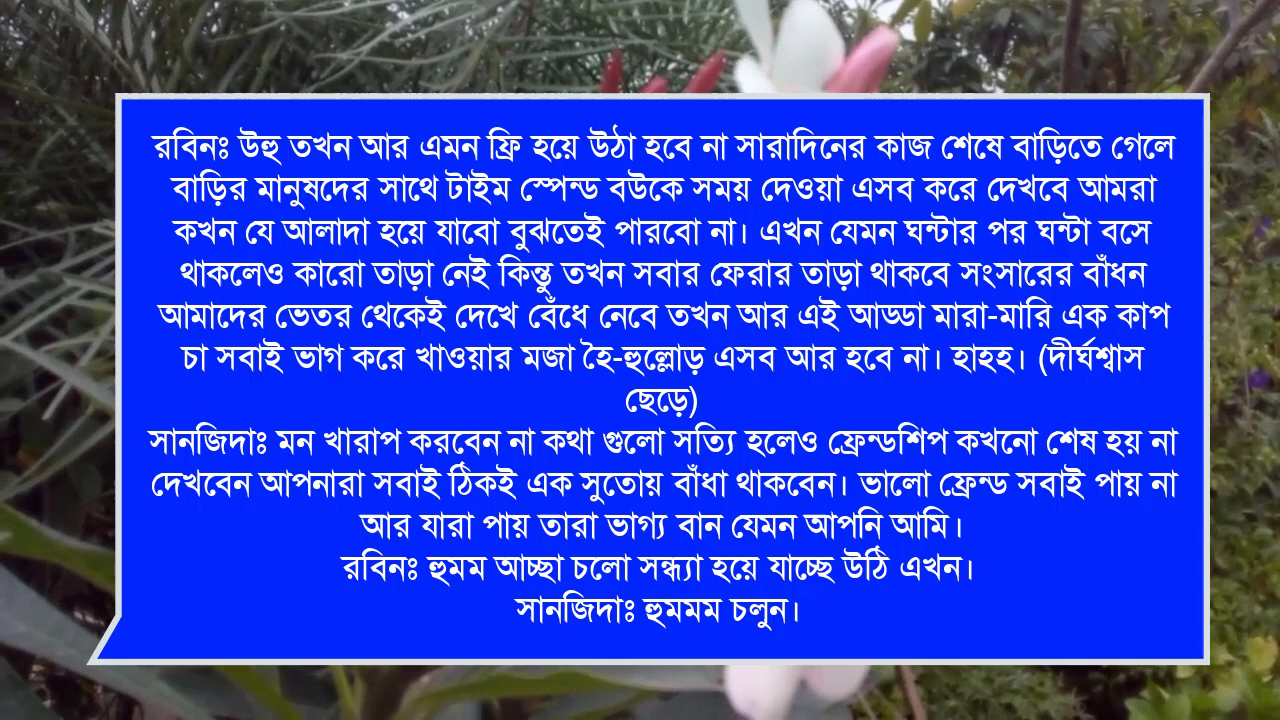 রবিনঃ উহু তখন আর এমন ফ্রি হয়ে উঠা হবে না সারাদিনের কাজ শেষে বাড়িতে গেলে
বাড়ির মানুষদের সাথে টাইম স্পেন্ড বউকে সময় দেওয়া এসব করে দেখবে আমরা
কখন যে আলাদা হয়ে যাবো বুঝতেই পারবো না। এখন যেমন ঘন্টার পর ঘন্টা বসে
থাকলেও কারো তাড়া নেই কিন্তু তখন সবার ফেরার তাড়া থাকবে সংসারের বাঁধন
আমাদের ভেতর থেকেই দেখে বেঁধে নেবে তখন আর এই আড্ডা মারা-মারি এক কাপ
চা সবাই ভাগ করে খাওয়ার মজা হৈ-হুল্লোড় এসব আর হবে না। হাহহ। (দীর্ঘশ্বাস
ছেড়ে)
সানজিদাঃ মন খারাপ করবেন না কথা গুলো সত্যি হলেও ফ্রেন্ডশিপ কখনো শেষ হয় না
দেখবেন আপনারা সবাই ঠিকই এক সুতোয় বাঁধা থাকবেন। ভালো ফ্রেন্ড সবাই পায় না
আর যারা পায় তারা ভাগ্য বান যেমন আপনি আমি।
রবিনঃ হুমম আচ্ছা চলো সন্ধ্যা হয়ে যাচ্ছে উঠি এখন।
সানজিদাঃ হুমমম চলুন।